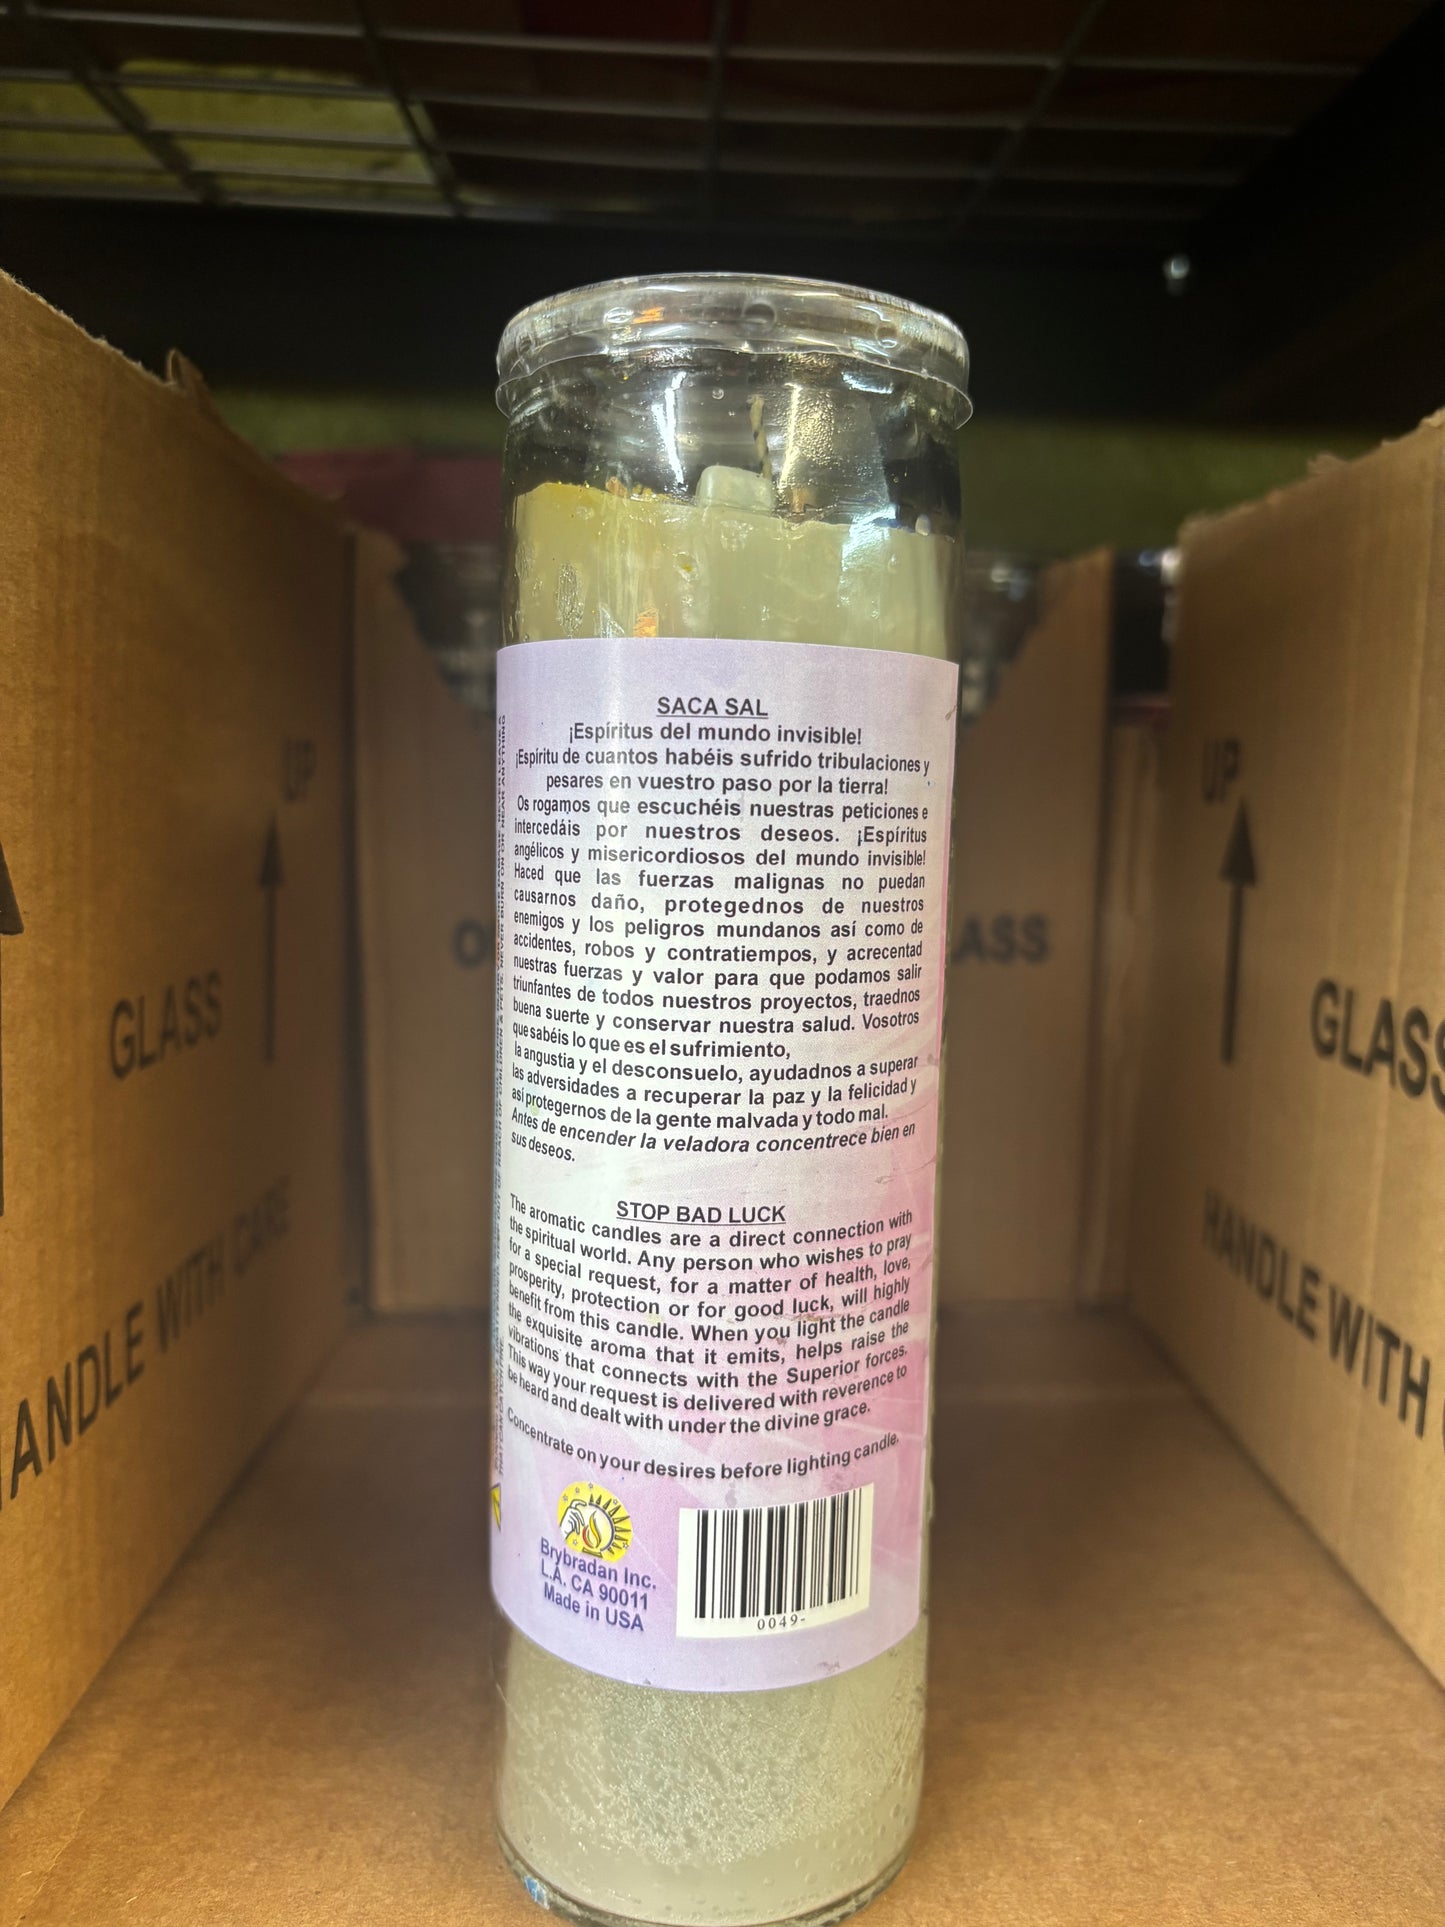 SACA SAL
¡Espíritus del mundo invisible!
¡Espíritu de cuantos habéis sufrido tribulaciones y
pesares en vuestro paso por la tierra!
Os rogamos que escuchéis nuestras peticiones e
intercedáis por nuestros deseos. ¡Espíritus
angélicos y misericordiosos del mundo invisible!
Haced que las fuerzas malignas no puedan
causarnos daño, protegednos de nuestros
enemigos y los peligros mundanos así como de
accidentes, robos y contratiempos, y acrecentad
nuestras fuerzas y valor para que podamos salir
triunfantes de todos nuestros proyectos, traednos
buena suerte y conservar nuestra salud. Vosotros
que sabéis lo que es el sufrimiento,
la angustia y el desconsuelo, ayudadnos a superar
las adversidades a recuperar la paz y la felicidad y
así protegernos de la gente malvada y todo mal.
Antes de encender la veladora concentrece bien en
sus deseos.
STOP BAD LUCK
The aromatic candles are a direct connection with
the spiritual world. Any person who wishes to pray
for a special request, for a matter of health, love,
prosperity, protection or for good luck, will highly
benefit from this candle. When you light the candle
the exquisite aroma that it emits, helps raise the
vibrations that connects with the Superior forces.
This way your request is delivered with reverence to
be heard and dealt with under the divine grace.
Concentrate on your desires before lighting candle.
Brybradan Inc.
L.A. CA 90011
Made in USA
0049-
UP
GLASS
HANDLE WITH CARE
UP
GLASS
HANDLE WITH